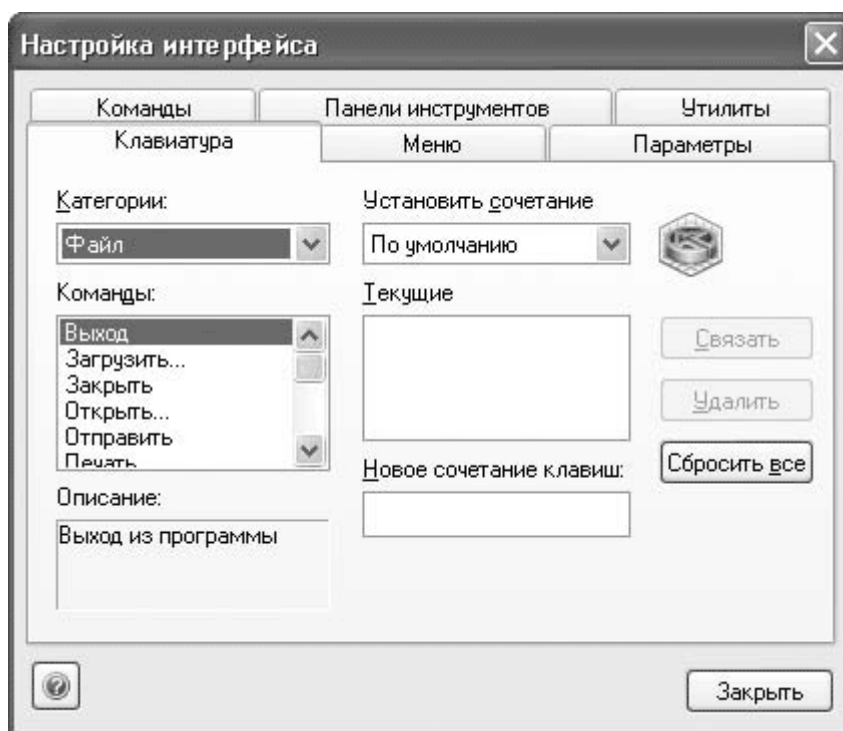 Настройка интерфейса
Команды
Панели инструментов
Утилиты
Клавиатура
Меню
Параметры
Категории:
Файл
Установить сочетание
По умолчанию
Команды:
Выход
Загрузить...
Закрыть
Открыть...
Отправить
Печать
Текущие
Связать
Удалить
Сбросить все
Описание:
Выход из программы
Новое сочетание клавиш:
Закрыть